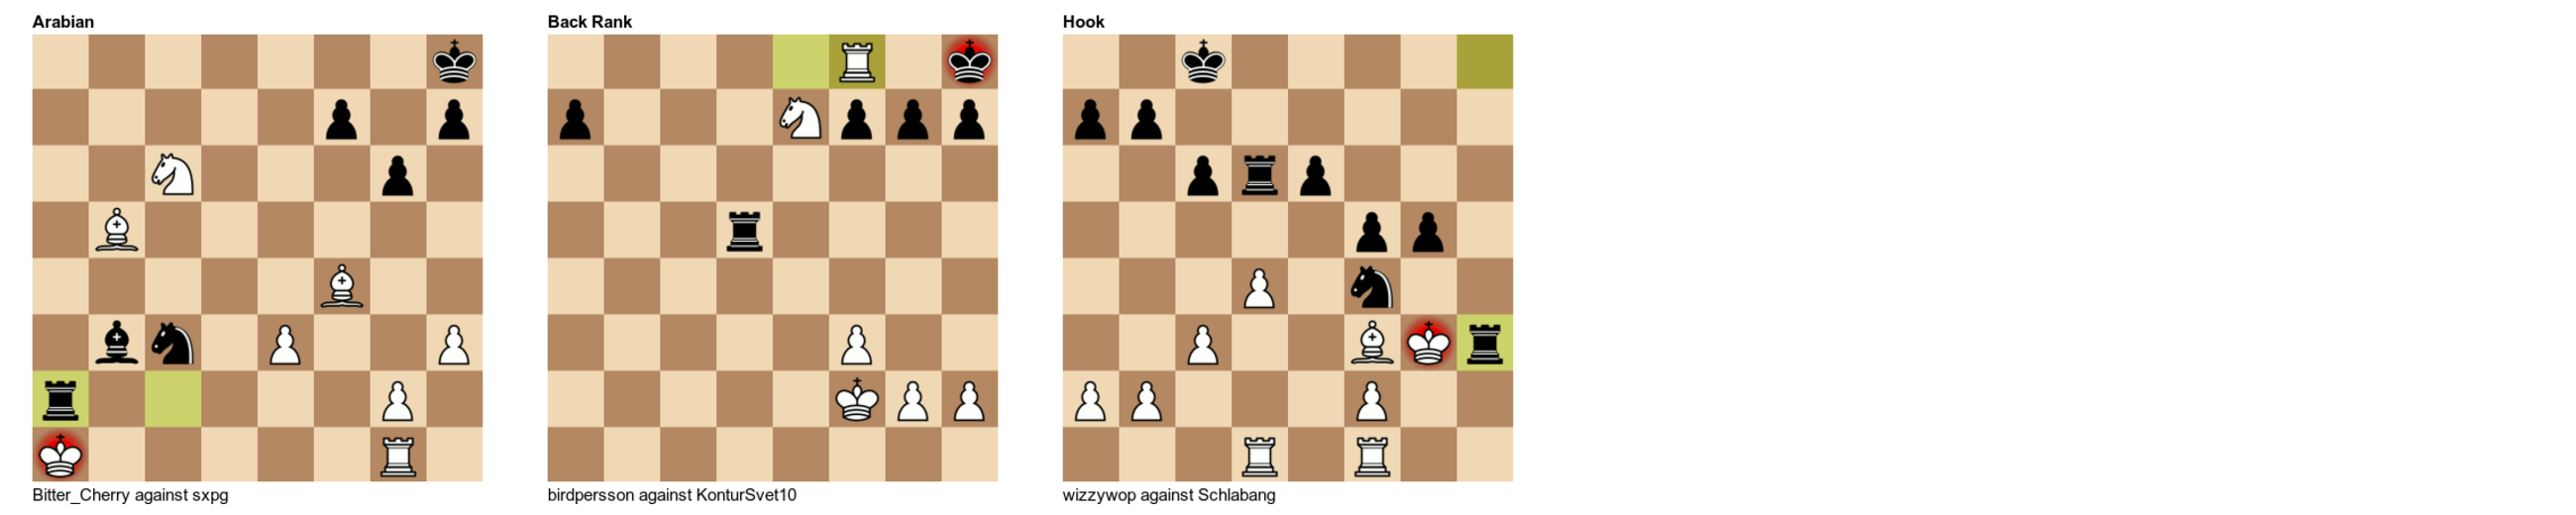 Arabian
Back Rank
Hook
Bitter_Cherry against sxpg
birdpersson against KonturSvet10
wizzywop against Schlabang